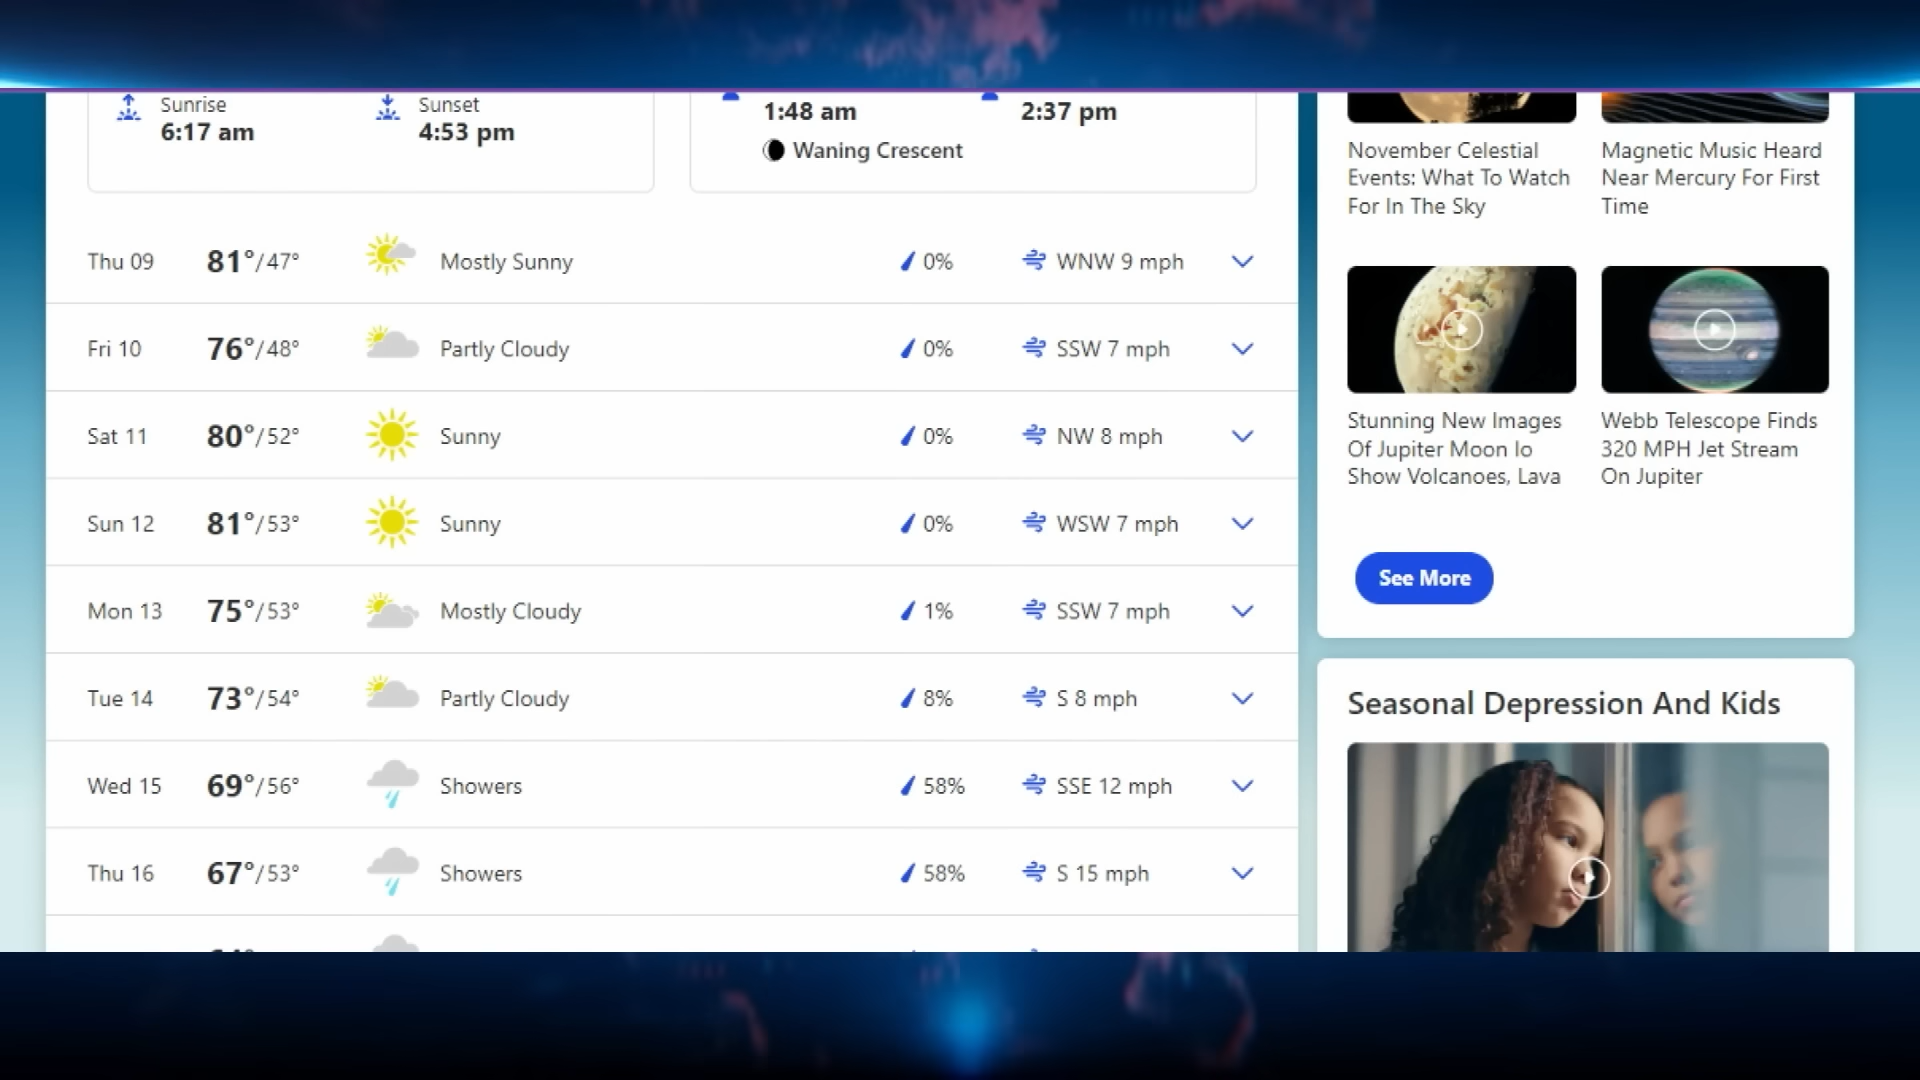 Sunrise
6:17 am
Sunset
4:53 pm
1:48 am
2:37 pm
Waning Crescent
Thu 09 81°/47° Mostly Sunny 0% WNW 9 mph
Fri 10 76°/48° Partly Cloudy 0% SSW 7 mph
Sat 11 80°/52° Sunny 0% NW 8 mph
Sun 12 81°/53° Sunny 0% WSW 7 mph
Mon 13 75°/53° Mostly Cloudy 1% SSW 7 mph
Tue 14 73°/54° Partly Cloudy 8% S 8 mph
Wed 15 69°/56° Showers 58% SSE 12 mph
Thu 16 67°/53° Showers 58% S 15 mph
November Celestial
Events: What To Watch
For In The Sky
Magnetic Music Heard
Near Mercury For First
Time
Stunning New Images
Of Jupiter Moon Io
Show Volcanoes, Lava
Webb Telescope Finds
320 MPH Jet Stream
On Jupiter
See More
Seasonal Depression And Kids